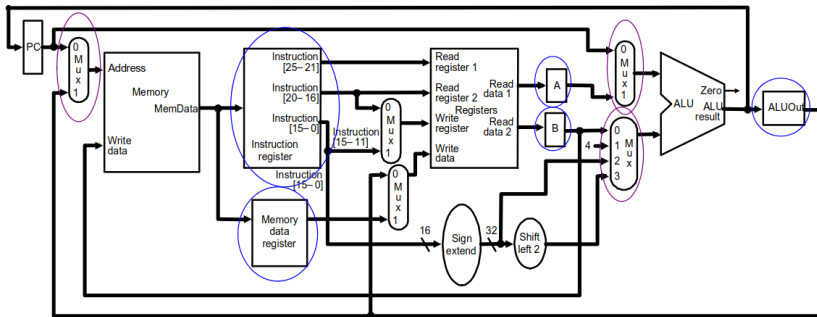 PC
0
M
u
x
1
Address
Memory
MemData
Write
data
Instruction
[25–21]
Instruction
[20–16]
Instruction
[15–0]
Instruction
register
Instruction
[15–11]
Instruction
[15–0]
Memory
data
register
0
M
u
x
1
0
M
u
x
1
Read
register 1
Read
register 2
Registers
Write
register
Write
data
Read
data 1
Read
data 2
16
Sign
extend
32
Shift
left 2
A
B
4
0
M
u
x
1
0
1
2
3
M
u
x
Zero
ALU
ALU
result
ALUOut